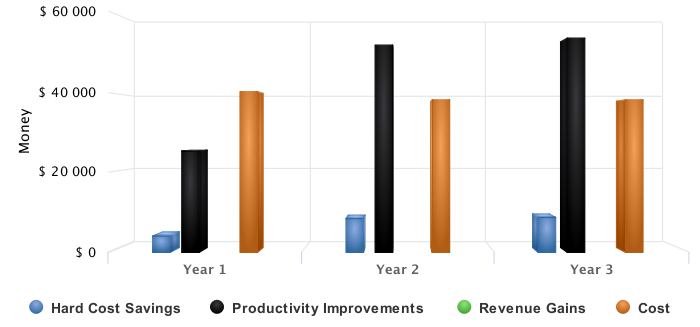 $ 60 000
$ 40 000
$ 20 000
$ 0
Money
Year 1 Year 2 Year 3
Hard Cost Savings Productivity Improvements Revenue Gains Cost